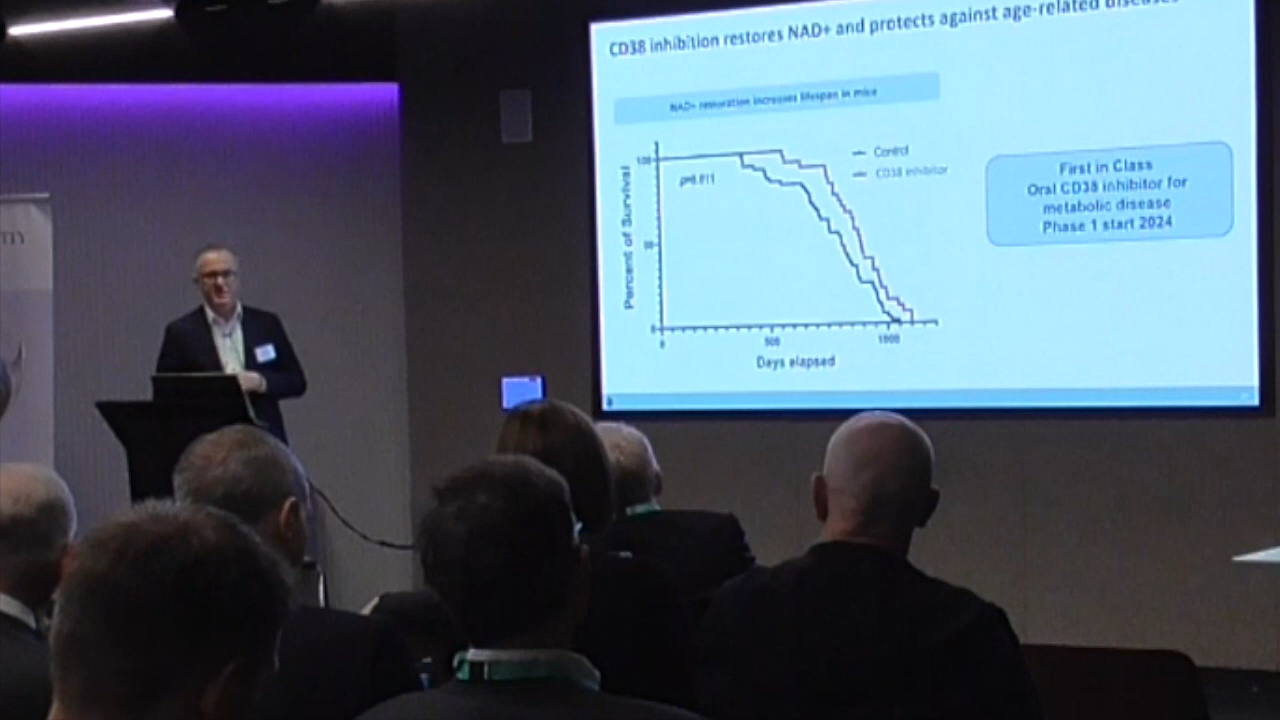 CD38 inhibition restores NAD+ and protects against age-related diseases
NAD+ restoration increases lifespan in mice
Control
CD38 inhibitor
100
Percent of Survival
50
0
0
500
1000
Days elapsed
First in Class
Oral CD38 inhibitor for
metabolic disease
Phase 1 start 2024